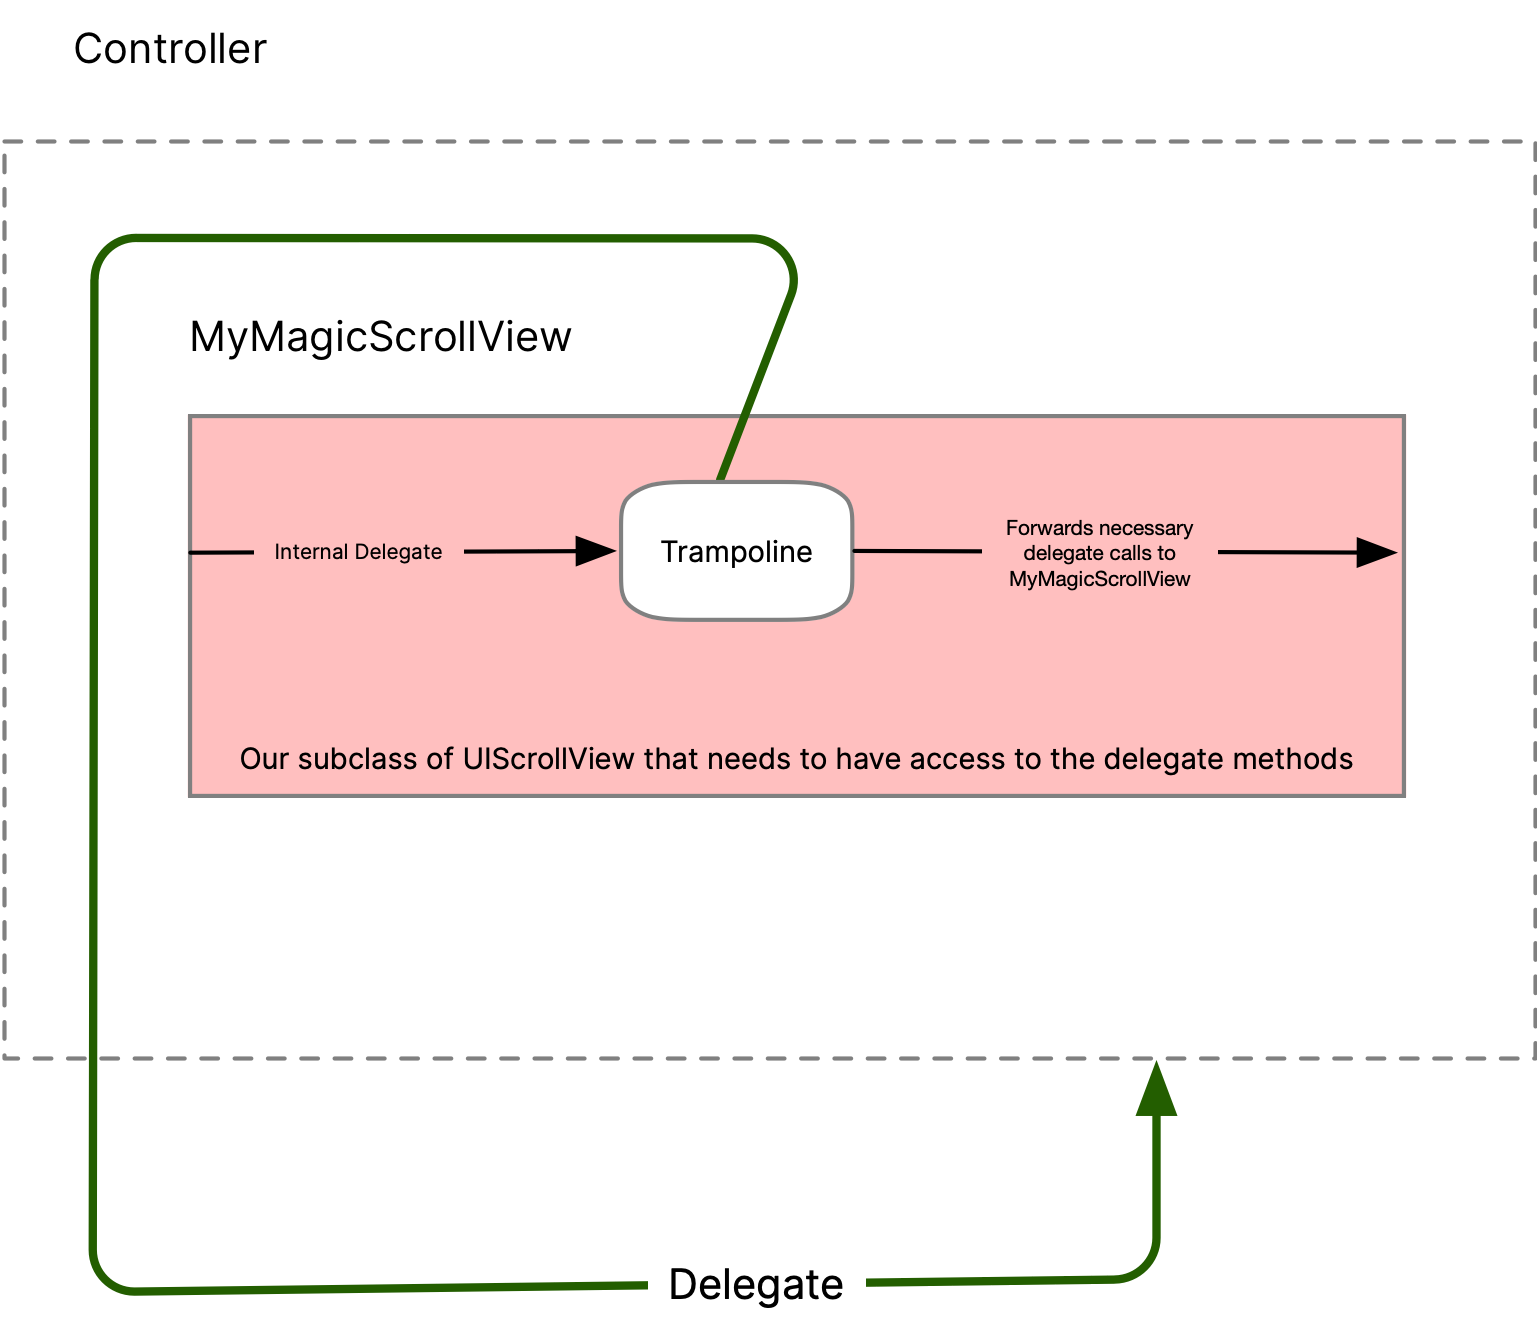 Controller
MyMagicScrollView
Internal Delegate
Trampoline
Forwards necessary
delegate calls to
MyMagicScrollView
Our subclass of UIScrollView that needs to have access to the delegate methods
Delegate